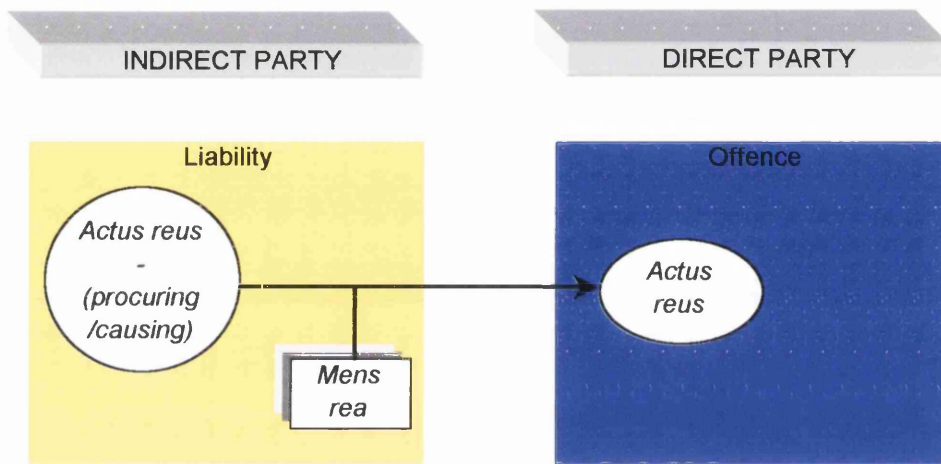 INDIRECT PARTY
DIRECT PARTY
Liability
Offence
Actus reus
-
(procuring
/causing)
Mens
rea
Actus
reus